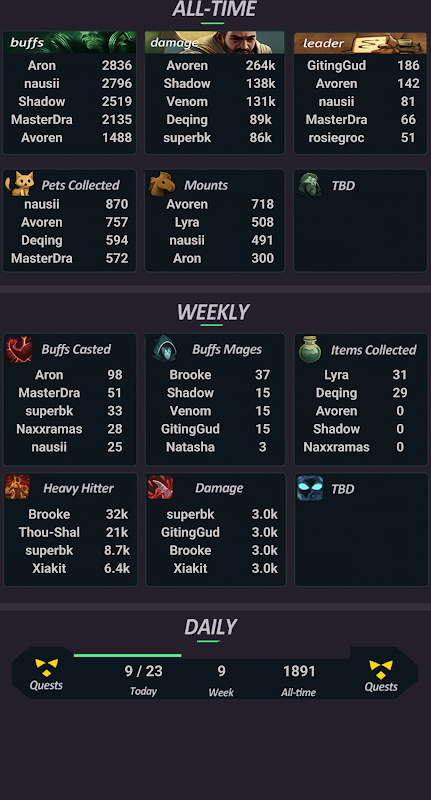 ALL-TIME
buffs damage leader
Aron 2836 Avoren 264k GitingGud 186
nausii 2796 Shadow 138k Avoren 142
Shadow 2519 Venom 131k nausii 81
MasterDra 2135 Deqing 89k MasterDra 66
Avoren 1488 superbk 86k rosiegroc 51
Pets Collected Mounts TBD
nausii 870 Avoren 718
Avoren 757 Lyra 508
Deqing 594 nausii 491
MasterDra 572 Aron 300
WEEKLY
Buffs Casted Buffs Mages Items Collected
Aron 98 Brooke 37 Lyra 31
MasterDra 51 Shadow 15 Deqing 29
superbk 33 Venom 15 Avoren 0
Naxxramas 28 GitingGud 15 Shadow 0
nausii 25 Natasha 3 Naxxramas 0
Heavy Hitter Damage TBD
Brooke 32k superbk 3.0k
Thou-Shal 21k GitingGud 3.0k
superbk 8.7k Brooke 3.0k
Xiakit 6.4k Xiakit 3.0k
DAILY
9 / 23 9 1891
Quests Today Week All-time Quests